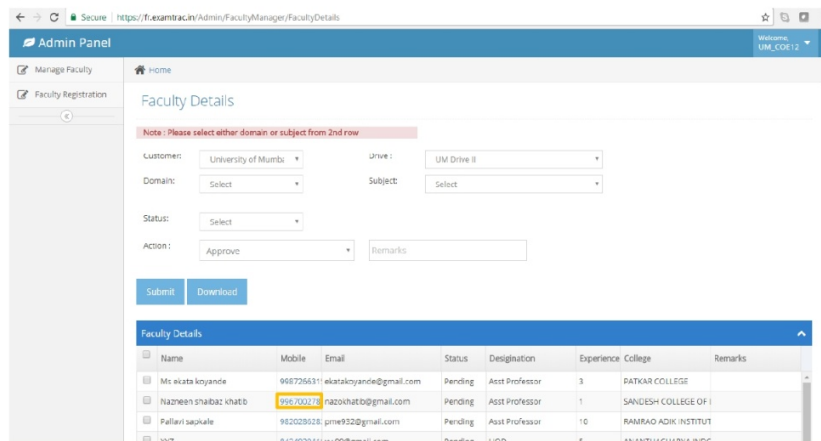 Secure https://fr.examtrac.in/Admin/FacultyManager/FacultyDetails
Admin Panel
Welcome,
UM_COE12
Manage Faculty
Home
Faculty Registration
Faculty Details
Note : Please select either domain or subject from 2nd row
Customer: University of Mumba Drive : UM Drive II
Domain: Select Subject: Select
Status: Select
Action : Approve Remarks
Submit Download
Faculty Details
Name Mobile Email Status Desigination Experience College Remarks
Ms ekata koyande 998726631 ekatakoyande@gmail.com Pending Asst Professor 3 PATKAR COLLEGE
Nazneen shaibaz khatib 996700278 nazokhatib@gmail.com Pending Asst Professor 1 SANDESH COLLEGE OF
Pallavi sapkale 982028628 pme932@gmail.com Pending Asst Professor 10 RAMRAO ADIK INSTITUT